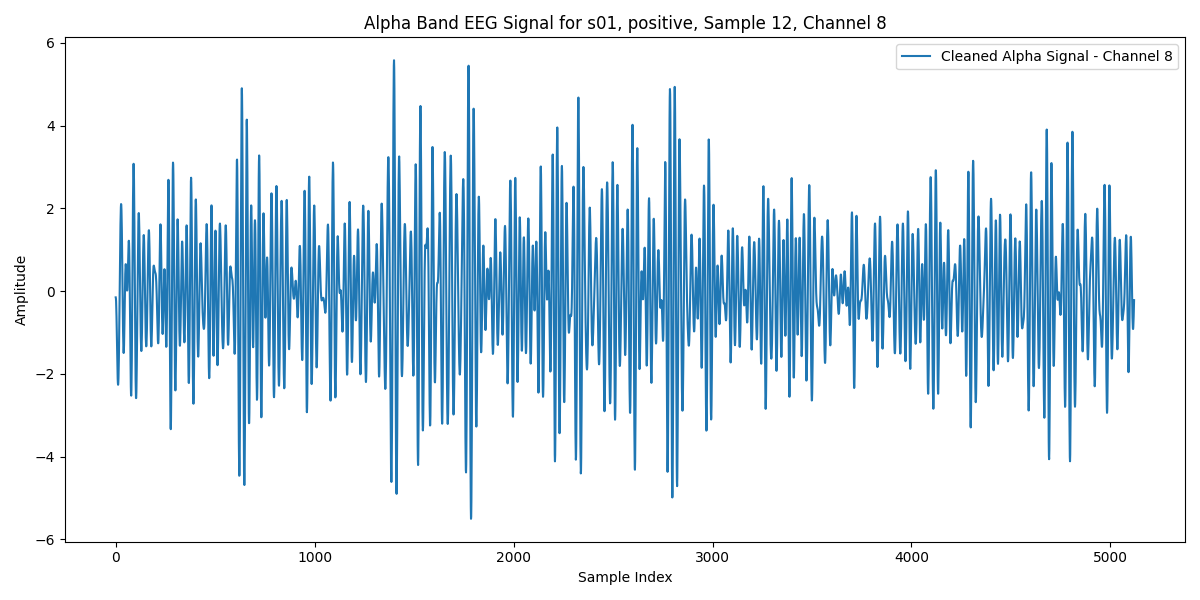 Alpha Band EEG Signal for s01, positive, Sample 12, Channel 8
Cleaned Alpha Signal - Channel 8
Amplitude
6
4
2
0
−2
−4
−6
0 1000 2000 3000 4000 5000
Sample Index